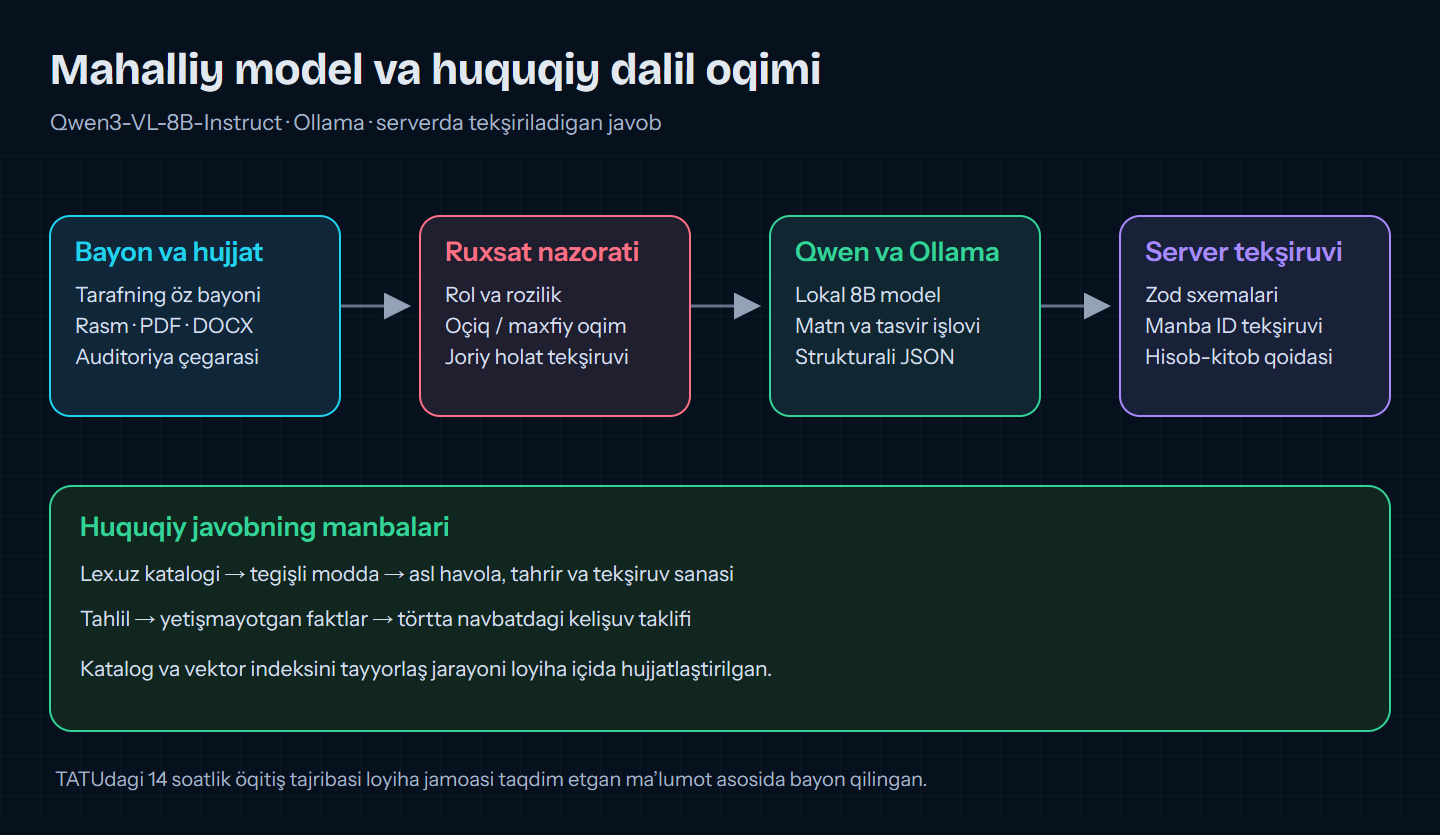 Mahalliy model va huquqiy dalil oqimi
Qwen3-VL-8B-Instruct · Ollama · serverda tekşiriladigan javob
Bayon va hujjat
Tarafning öz bayoni
Rasm · PDF · DOCX
Auditoriya çegarasi
Ruxsat nazorati
Rol va rozilik
Oçiq / maxfiy oqim
Joriy holat tekşiruvi
Qwen va Ollama
Lokal 8B model
Matn va tasvir işlovi
Strukturali JSON
Server tekşiruvi
Zod sxemalari
Manba ID tekşiruvi
Hisob-kitob qoidasi
Huquqiy javobning manbalari
Lex.uz katalogi → tegişli modda → asl havola, tahrir va tekşiruv sanasi
Tahlil → yetişmayotgan faktlar → törtta navbatdagi kelişuv taklifi
Katalog va vektor indeksini tayyorlaş jarayoni loyiha içida hujjatlaştirilgan.
TATUdagi 14 soatlik öqitiş tajribasi loyiha jamoasi taqdim etgan ma’lumot asosida bayon qilingan.